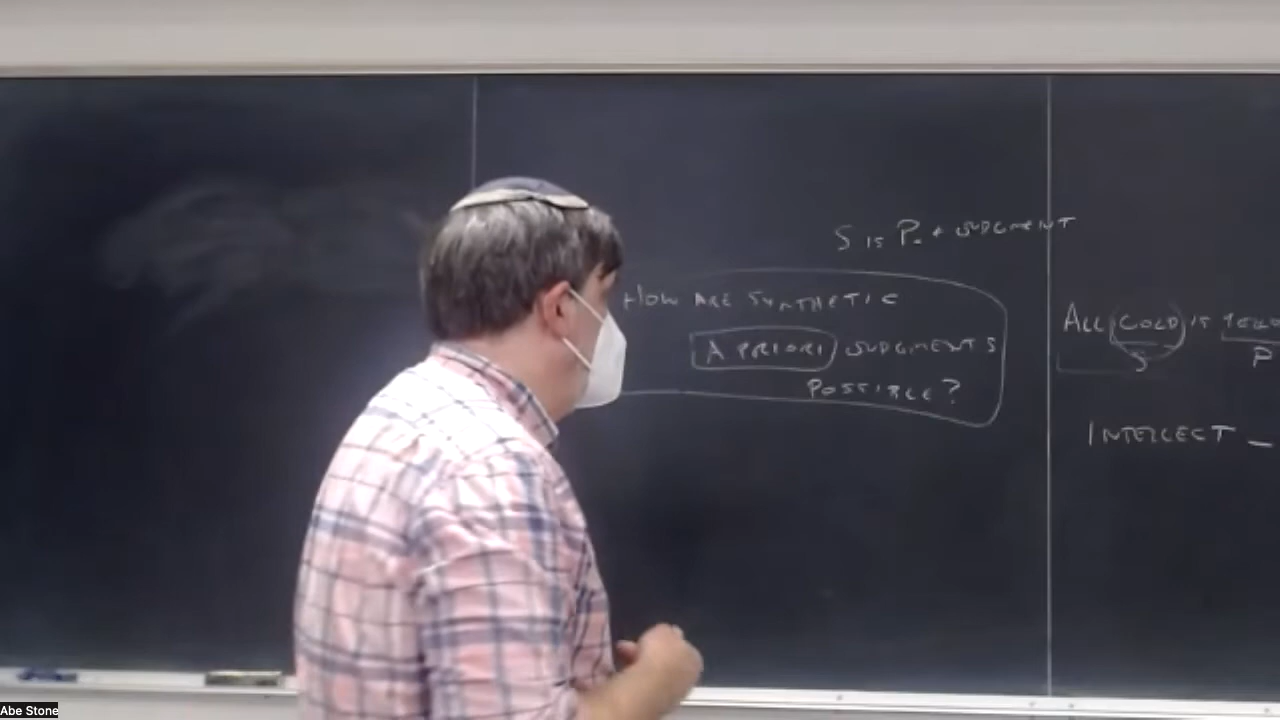 S IS P. + JUDGMENT
HOW ARE SYNTHETIC
A PRIORI JUDGMENTS
POSSIBLE?
ALL GOLD IS
S P
INTELLECT —
Abe Stone